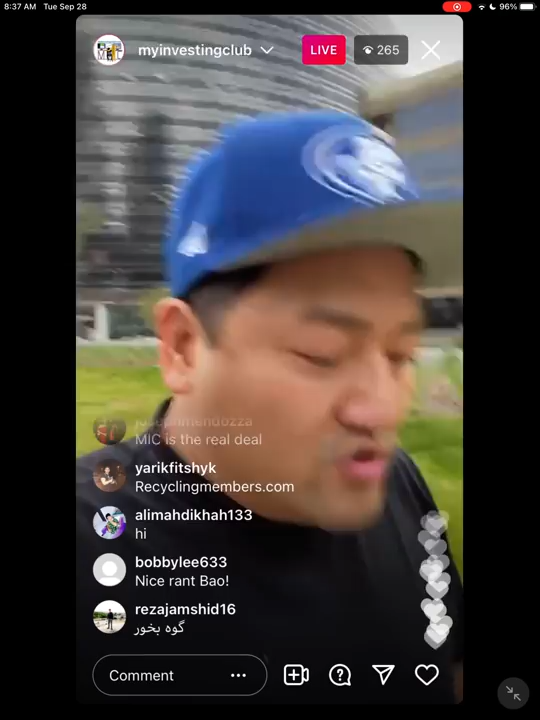 8:37 AM Tue Sep 28
96%
myinvestingclub
LIVE
265
josephmendozza
MIC is the real deal
yarikfitshyk
Recyclingmembers.com
alimahdikhah133
hi
bobbylee633
Nice rant Bao!
rezajamshid16
گوه بخور
Comment